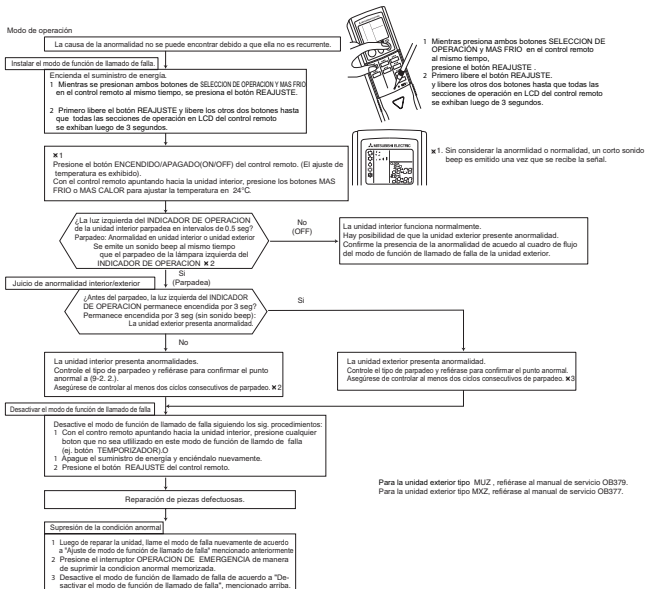 Modo de operación
La causa de la anormalidad no se puede encontrar debido a que ella no es recurrente.
Instalar el modo de función de llamado de falla.
Encienda el suministro de energía.
1 Mientras se presionan ambos botones de SELECCION DE OPERACION Y MAS FRIO
en el control remoto al mismo tiempo, se presiona el botón REAJUSTE.
2 Primero libere el botón REAJUSTE y libere los otros dos botones hasta
que todas las secciones de operación en LCD del control remoto
se exhiban luego de 3 segundos.
1 Mientras presiona ambos botones SELECCION DE
OPERACIÓN y MAS FRIO en el control remoto
al mismo tiempo,
presione el botón REAJUSTE .
2 Primero libere el botón REAJUSTE.
y libere los otros dos botones hasta que todas las
secciones de operación en LCD del control remoto
se exhiban luego de 3 segundos.
MITSUBISHI ELECTRIC
×1. Sin considerar la anormliidad o normalidad, un corto sonido
beep es emitido una vez que se recibe la señal.
×1
Presione el botón ENCENDIDO/APAGADO(ON/OFF) del control remoto. (El ajuste de
temperatura es exhibido).
Con el control remoto apuntando hacia la unidad interior, presione los botones MAS
FRIO o MAS CALOR para ajustar la temperatura en 24°C.
¿La luz izquierda del INDICADOR DE OPERACION
de la unidad interior parpadea en intervalos de 0.5 seg?
Parpadeo: Anormalidad en unidad interior o unidad exterior
Se emite un sonido beep al mismo tiempo
que el parpadeo de la lámpara izquierda del
INDICADOR DE OPERACION ×2
No
(OFF)
La unidad interior funciona normalmente.
Hay posibilidad de que la unidad exterior presente anormalidad.
Confirme la presencia de la anormalidad de acuedo al cuadro de flujo
del modo de función de llamado de falla de la unidad exterior.
Si
(Parpadea)
Juicio de anormalidad interior/exterior
¿Antes del parpadeo, la luz izquierda del INDICADOR
DE OPERACION permanece encendida por 3 seg?
Permanece encendida por 3 seg (sin sonido beep):
La unidad exterior presenta anormalidad.
Si
No
La unidad interior presenta anormalidades.
Controle el tipo de parpadeo y refiérase para confirmar el punto
anormal a (9-2. 2.).
Asegúrese de controlar al menos dos ciclos consecutivos de parpadeo. ×2
La unidad exterior presenta anormalidad.
Controle el tipo de parpadeo y refiérase para confirmar el punto anormal.
Asegúrese de controlar al menos dos ciclos consecutivos de parpadeo. ×3
Desactivar el modo de función de llamado de falla
Desactive el modo de función de llamado de falla siguiendo los sig. procedimientos:
1 Con el contro remoto apuntando hacia la unidad interior, presione cualquier
boton que no sea utliizado en este modo de función de llamdo de falla
(ej. botón TEMPORIZADOR).O
1 Apague el suministro de energía y enciéndalo nuevamente.
2 Presione el botón REAJUSTE del control remoto.
Para la unidad exterior tipo MUZ , refiérase al manual de servicio OB379.
Para la unidad exterior tipo MXZ, refiérase al manual de servicio OB377.
Reparación de piezas defectuosas.
Supresión de la condición anormal
1 Luego de reparar la unidad, llame el modo de falla nuevamente de acuerdo
a "Ajuste de modo de función de llamado de falla" mencionado anteriormente
2 Presione el interruptor OPERACION DE EMERGENCIA de manera
de suprimir la condicion anormal memorizada.
3 Desactive el modo de función de llamado de falla de acuerdo a "De-
sactivar el modo de función de llamado de falla", mencionado arriba.